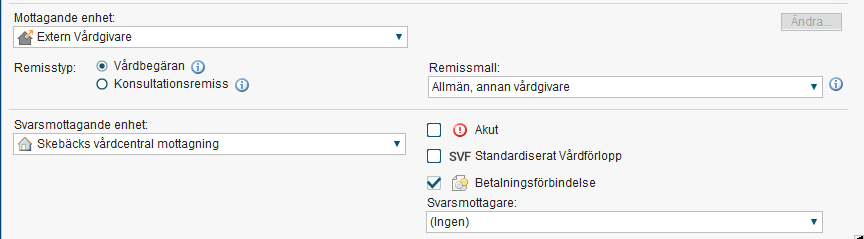 Mottagande enhet:
Extern Vårdgivare
Ändra...
Remisstyp:
Vårdbegäran
Konsultationsremiss
Remissmall:
Allmän, annan vårdgivare
Svarsmottagande enhet:
Skebäcks vårdcentral mottagning
Akut
SVF Standardiserat Vårdförlopp
Betalningsförbindelse
Svarsmottagare:
(Ingen)